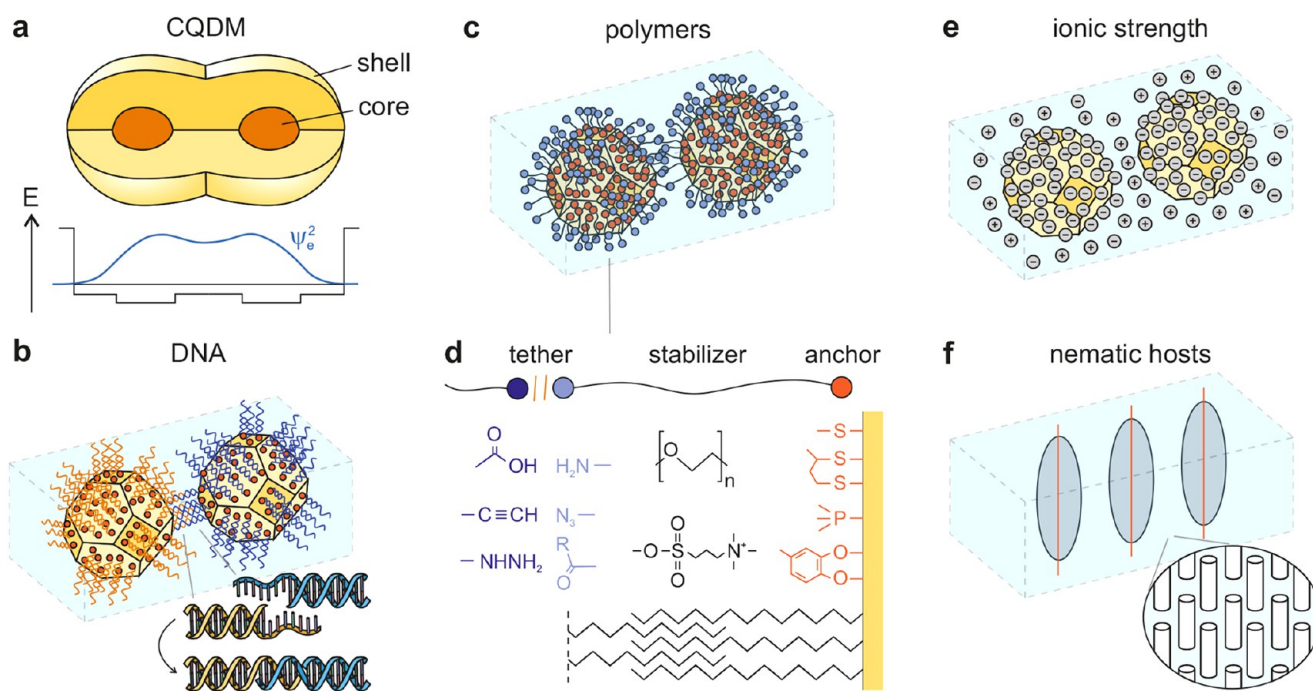 a CQDM
shell
core
E
ψe²
b DNA
c polymers
d tether stabilizer anchor
O
OH H₂N
C≡CH N₃
NHNH₂ R
O
O
n
O S N⁺
O
O
S
S
S
P
O
O
e ionic strength
f nematic hosts